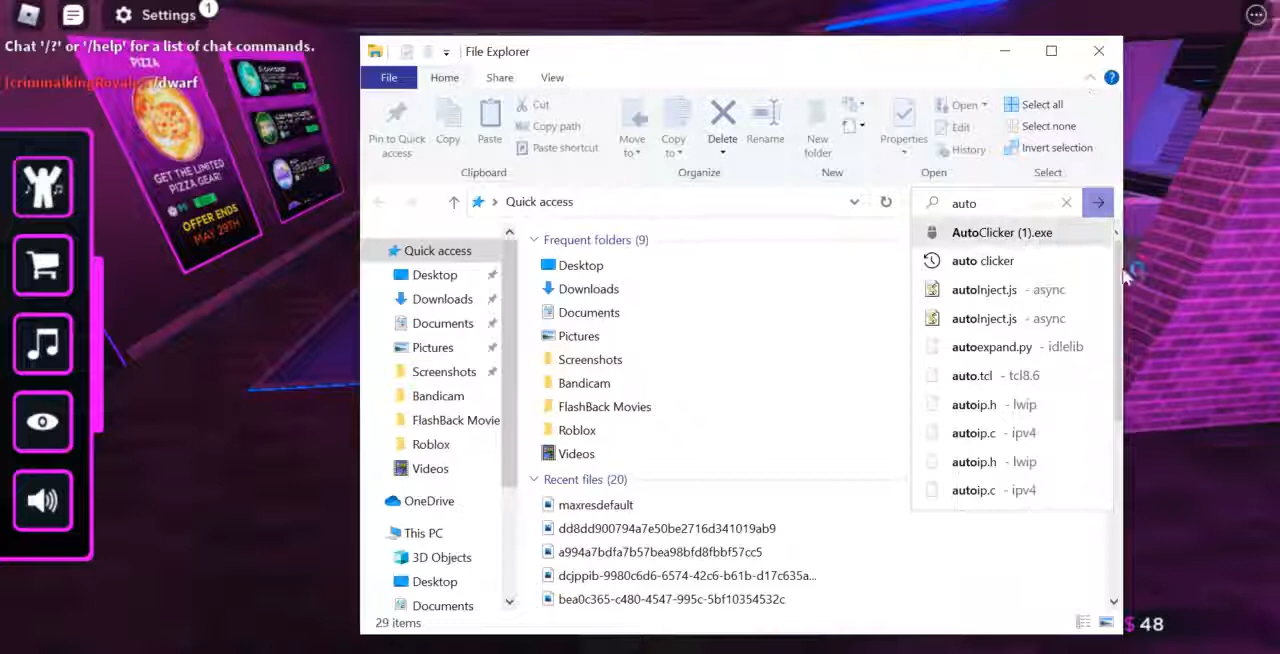 Settings 1
Chat '/?' or '/help' for a list of chat commands.
/dwarf
PIZZA
GET THE LIMITED
PIZZA GEAR!
OFFER ENDS
MAY 29TH
File Explorer
File Home Share View
Pin to Quick access
Copy
Paste
Cut
Copy path
Paste shortcut
Clipboard
Move to
Copy to
Delete
Rename
Organize
New folder
New
Properties
Open
Edit
History
Open
Select all
Select none
Invert selection
Select
Quick access
auto
AutoClicker (1).exe
auto clicker
autoInject.js - async
autoInject.js - async
autoexpand.py - idlelib
auto.tcl - tcl8.6
autoip.h - lwip
autoip.c - ipv4
autoip.h - lwip
autoip.c - ipv4
Quick access
Desktop
Downloads
Documents
Pictures
Screenshots
Bandicam
FlashBack Movie
Roblox
Videos
OneDrive
This PC
3D Objects
Desktop
Documents
Frequent folders (9)
Desktop
Downloads
Documents
Pictures
Screenshots
Bandicam
FlashBack Movies
Roblox
Videos
Recent files (20)
maxresdefault
dd8dd900794a7e50be2716d341019ab9
a994a7bdfa7b57bea98bfd8fbbf57cc5
dcjppib-9980c6d6-6574-42c6-b61b-d17c635a...
bea0c365-c480-4547-995c-5bf10354532c
29 items
$ 48